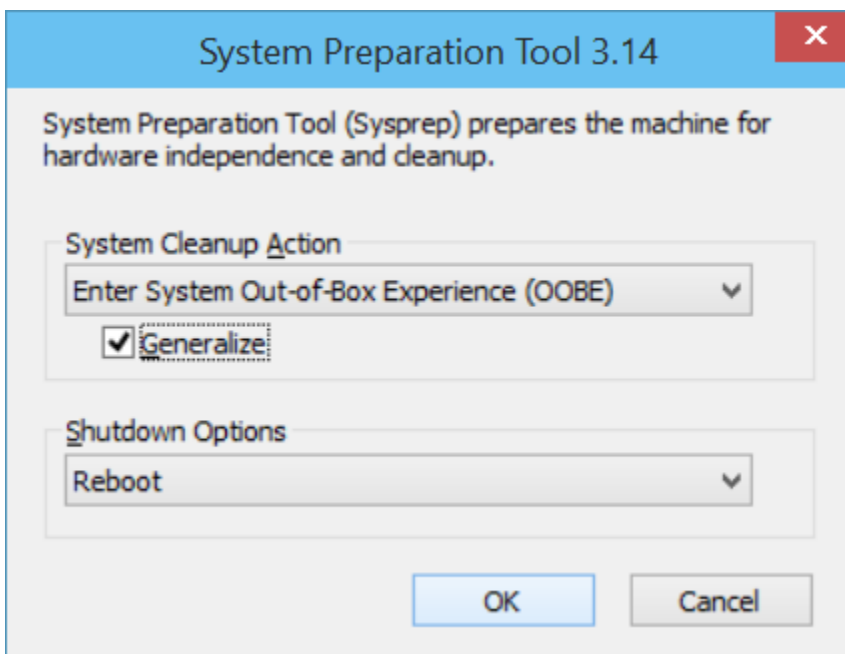 System Preparation Tool 3.14
System Preparation Tool (Sysprep) prepares the machine for
hardware independence and cleanup.
System Cleanup Action
Enter System Out-of-Box Experience (OOBE)
Generalize
Shutdown Options
Reboot
OK
Cancel